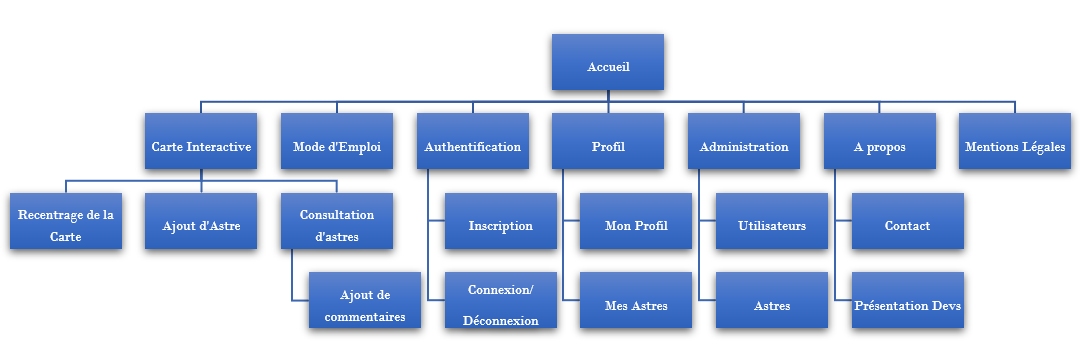 Accueil
Carte Interactive
Mode d'Emploi
Authentification
Profil
Administration
A propos
Mentions Légales
Recentrage de la
Carte
Ajout d'Astre
Consultation
d'astres
Inscription
Mon Profil
Utilisateurs
Contact
Ajout de
commentaires
Connexion/
Déconnexion
Mes Astres
Astres
Présentation Devs